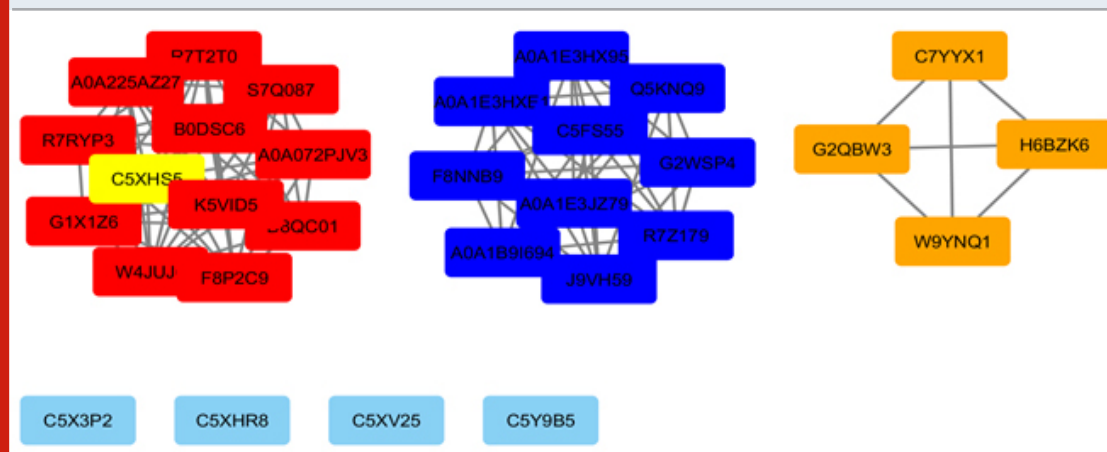 R7T2T0
A0A225AZ27
S7Q087
B0DSC6
R7RYP3
A0A072PJV3
C5XHS5
K5VID5
G1X1Z6
F8P2C9
A0A1E3HX95
Q5KNQ9
A0A1E3HXE1
C5FS55
G2WSP4
F8NNB9
A0A1E3JZ79
R7Z179
A0A1B9I694
J9VH59
C7YYX1
G2QBW3
H6BZK6
W9YNQ1
C5X3P2
C5XHR8
C5XV25
C5Y9B5